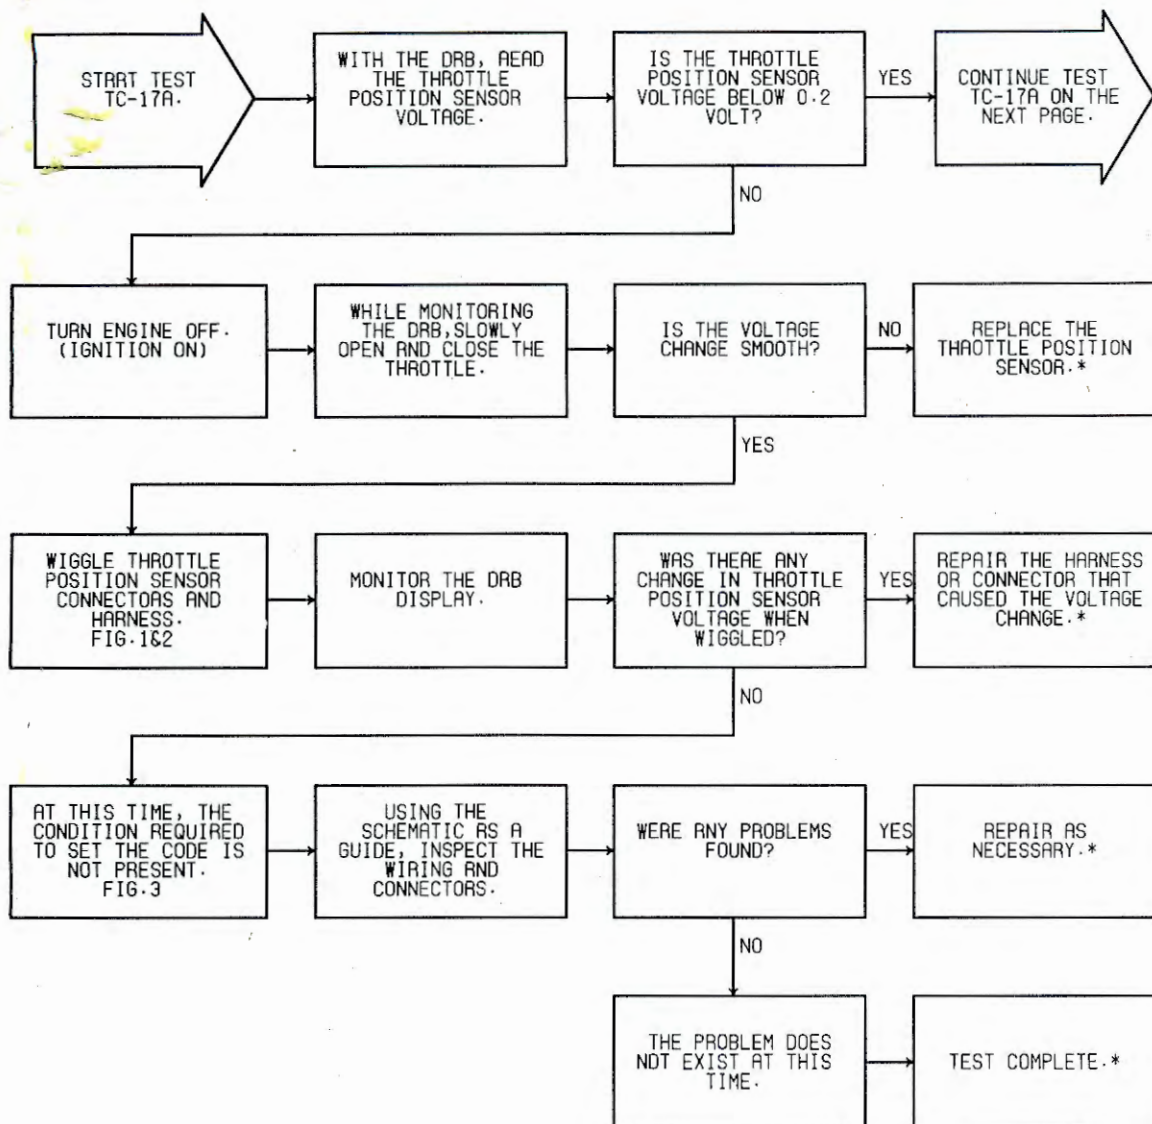 START TEST
TC-17A.
WITH THE DRB, READ
THE THROTTLE
POSITION SENSOR
VOLTAGE.
IS THE THROTTLE
POSITION SENSOR
VOLTAGE BELOW 0.2
VOLT?
YES
CONTINUE TEST
TC-17A ON THE
NEXT PAGE.
NO
TURN ENGINE OFF.
(IGNITION ON)
WHILE MONITORING
THE DRB,SLOWLY
OPEN AND CLOSE THE
THROTTLE.
IS THE VOLTAGE
CHANGE SMOOTH?
NO
REPLACE THE
THROTTLE POSITION
SENSOR.*
YES
WIGGLE THROTTLE
POSITION SENSOR
CONNECTORS AND
HARNESS.
FIG.1&2
MONITOR THE DRB
DISPLAY.
WAS THERE ANY
CHANGE IN THROTTLE
POSITION SENSOR
VOLTAGE WHEN
WIGGLED?
YES
REPAIR THE HARNESS
OR CONNECTOR THAT
CAUSED THE VOLTAGE
CHANGE.*
NO
AT THIS TIME, THE
CONDITION REQUIRED
TO SET THE CODE IS
NOT PRESENT.
FIG.3
USING THE
SCHEMATIC AS A
GUIDE, INSPECT THE
WIRING AND
CONNECTORS.
WERE ANY PROBLEMS
FOUND?
YES
REPAIR AS
NECESSARY.*
NO
THE PROBLEM DOES
NOT EXIST AT THIS
TIME.
TEST COMPLETE.*